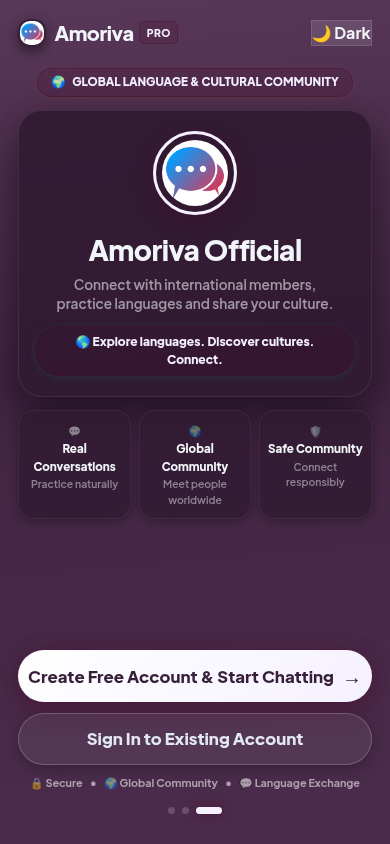 Amoriva PRO
🌙 Dark
🌍 GLOBAL LANGUAGE & CULTURAL COMMUNITY
Amoriva Official
Connect with international members,
practice languages and share your culture.
🌎 Explore languages. Discover cultures.
Connect.
💬
Real
Conversations
Practice naturally
🌍
Global
Community
Meet people
worldwide
🛡️
Safe Community
Connect
responsibly
Create Free Account & Start Chatting →
Sign In to Existing Account
🔒 Secure • 🌍 Global Community • 💬 Language Exchange